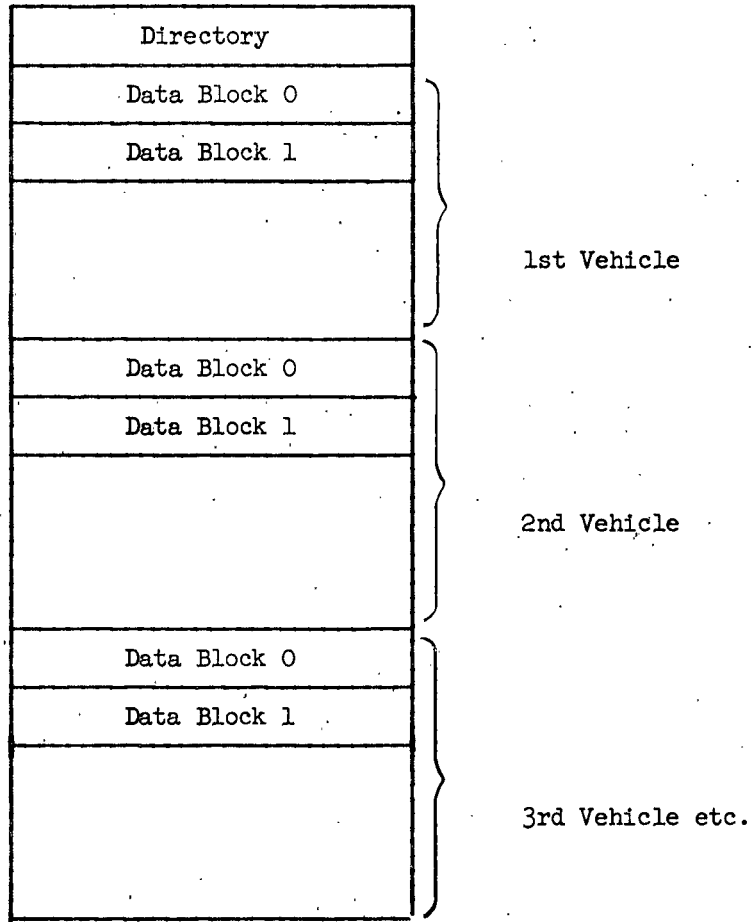 Directory
Data Block 0
Data Block 1
1st Vehicle
Data Block 0
Data Block 1
2nd Vehicle
Data Block 0
Data Block 1
3rd Vehicle etc.